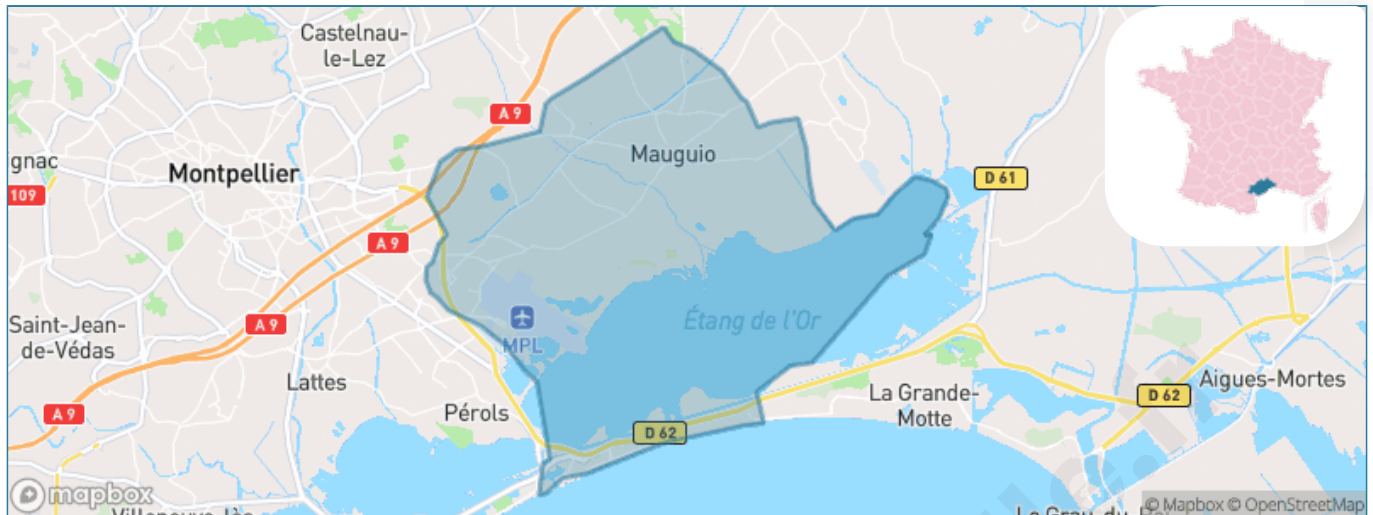 Castelnau-
le-Lez
A 9
Mauguio
gnac
Montpellier
109
D 61
A 9
Étang de l'Or
MPL
Saint-Jean-
de-Védas
A 9
Lattes
La Grande-
Motte
Aigues-Mortes
D 62
Pérols
A 9
D 62
mapbox
© Mapbox © OpenStreetMap